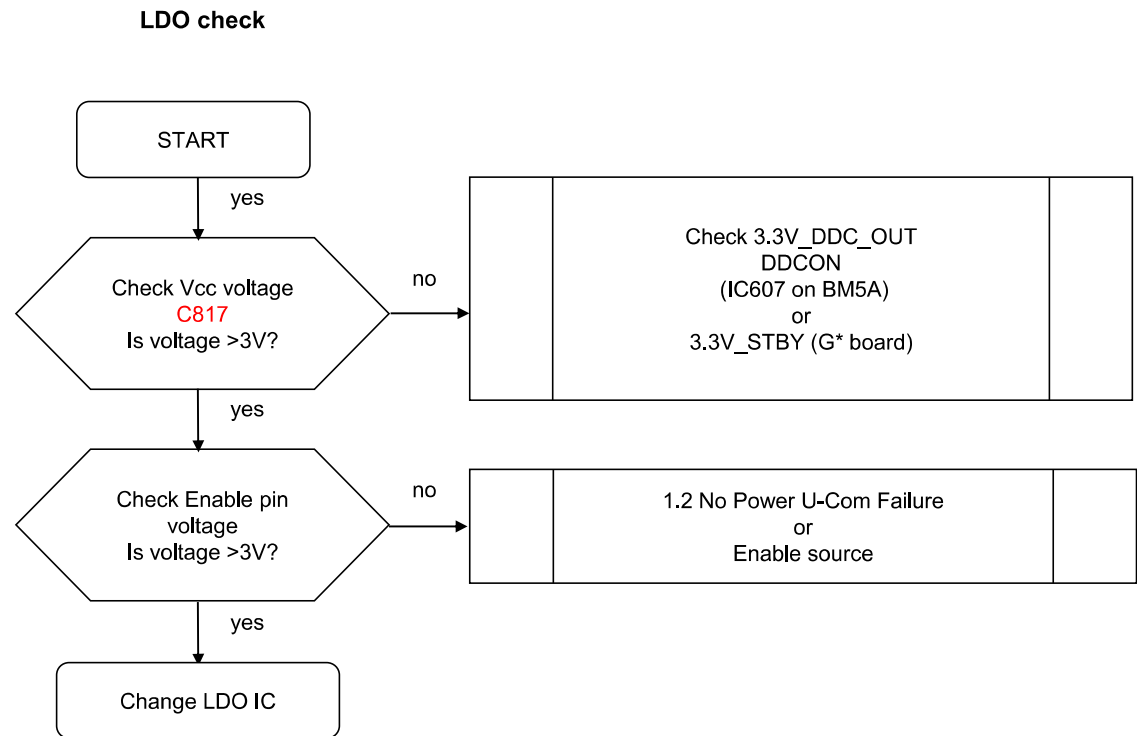 LDO check
START
yes
Check Vcc voltage
C817
Is voltage >3V?
no
Check 3.3V_DDC_OUT
DDCON
(IC607 on BM5A)
or
3.3V_STBY (G* board)
yes
Check Enable pin
voltage
Is voltage >3V?
no
1.2 No Power U-Com Failure
or
Enable source
yes
Change LDO IC